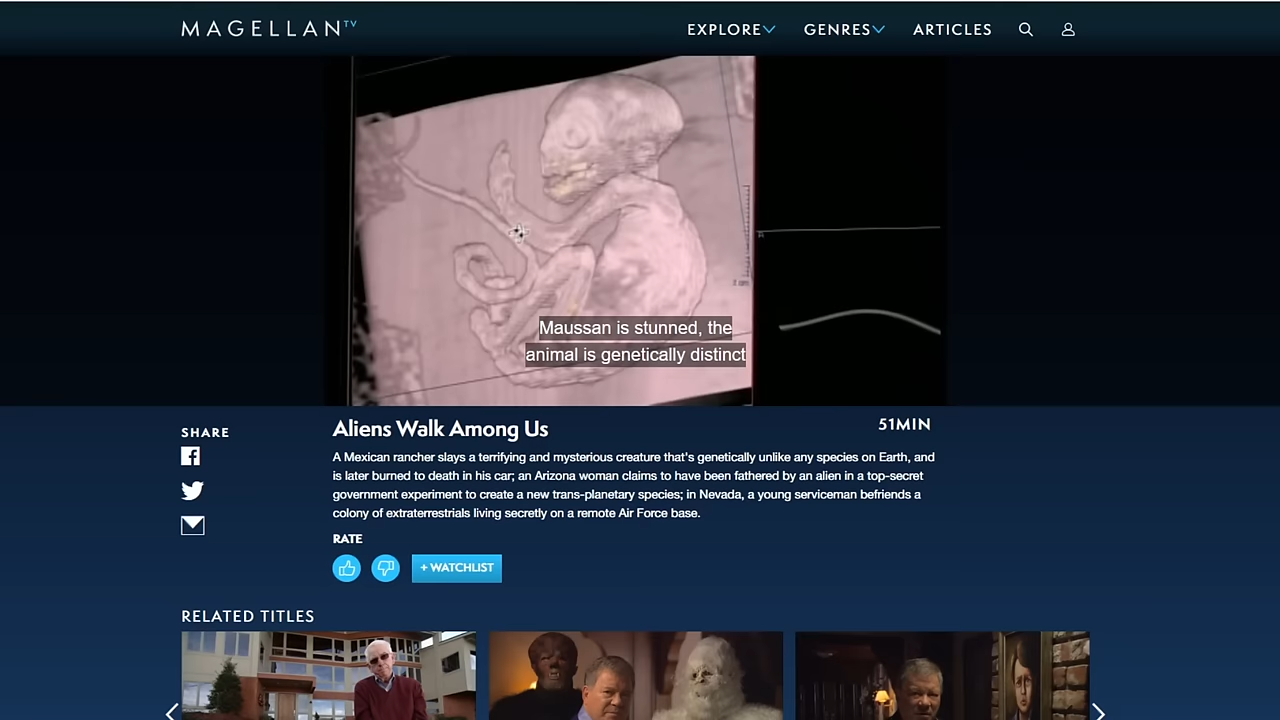 MAGELLAN TV
EXPLORE GENRES ARTICLES
Maussan is stunned, the
animal is genetically distinct
SHARE
Aliens Walk Among Us
51MIN
A Mexican rancher slays a terrifying and mysterious creature that's genetically unlike any species on Earth, and
is later burned to death in his car; an Arizona woman claims to have been fathered by an alien in a top-secret
government experiment to create a new trans-planetary species; in Nevada, a young serviceman befriends a
colony of extraterrestrials living secretly on a remote Air Force base.
RATE
+ WATCHLIST
RELATED TITLES